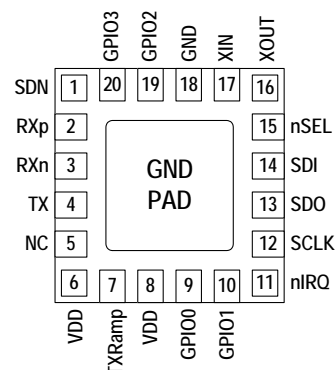 GPIO3 GPIO2 GND XIN XOUT
SDN 1 20 19 18 17 16
RXp 2 15 nSEL
RXn 3 GND 14 SDI
TX 4 PAD 13 SDO
NC 5 12 SCLK
6 7 8 9 10 11 nIRQ
VDD TXRamp VDD GPIO0 GPIO1